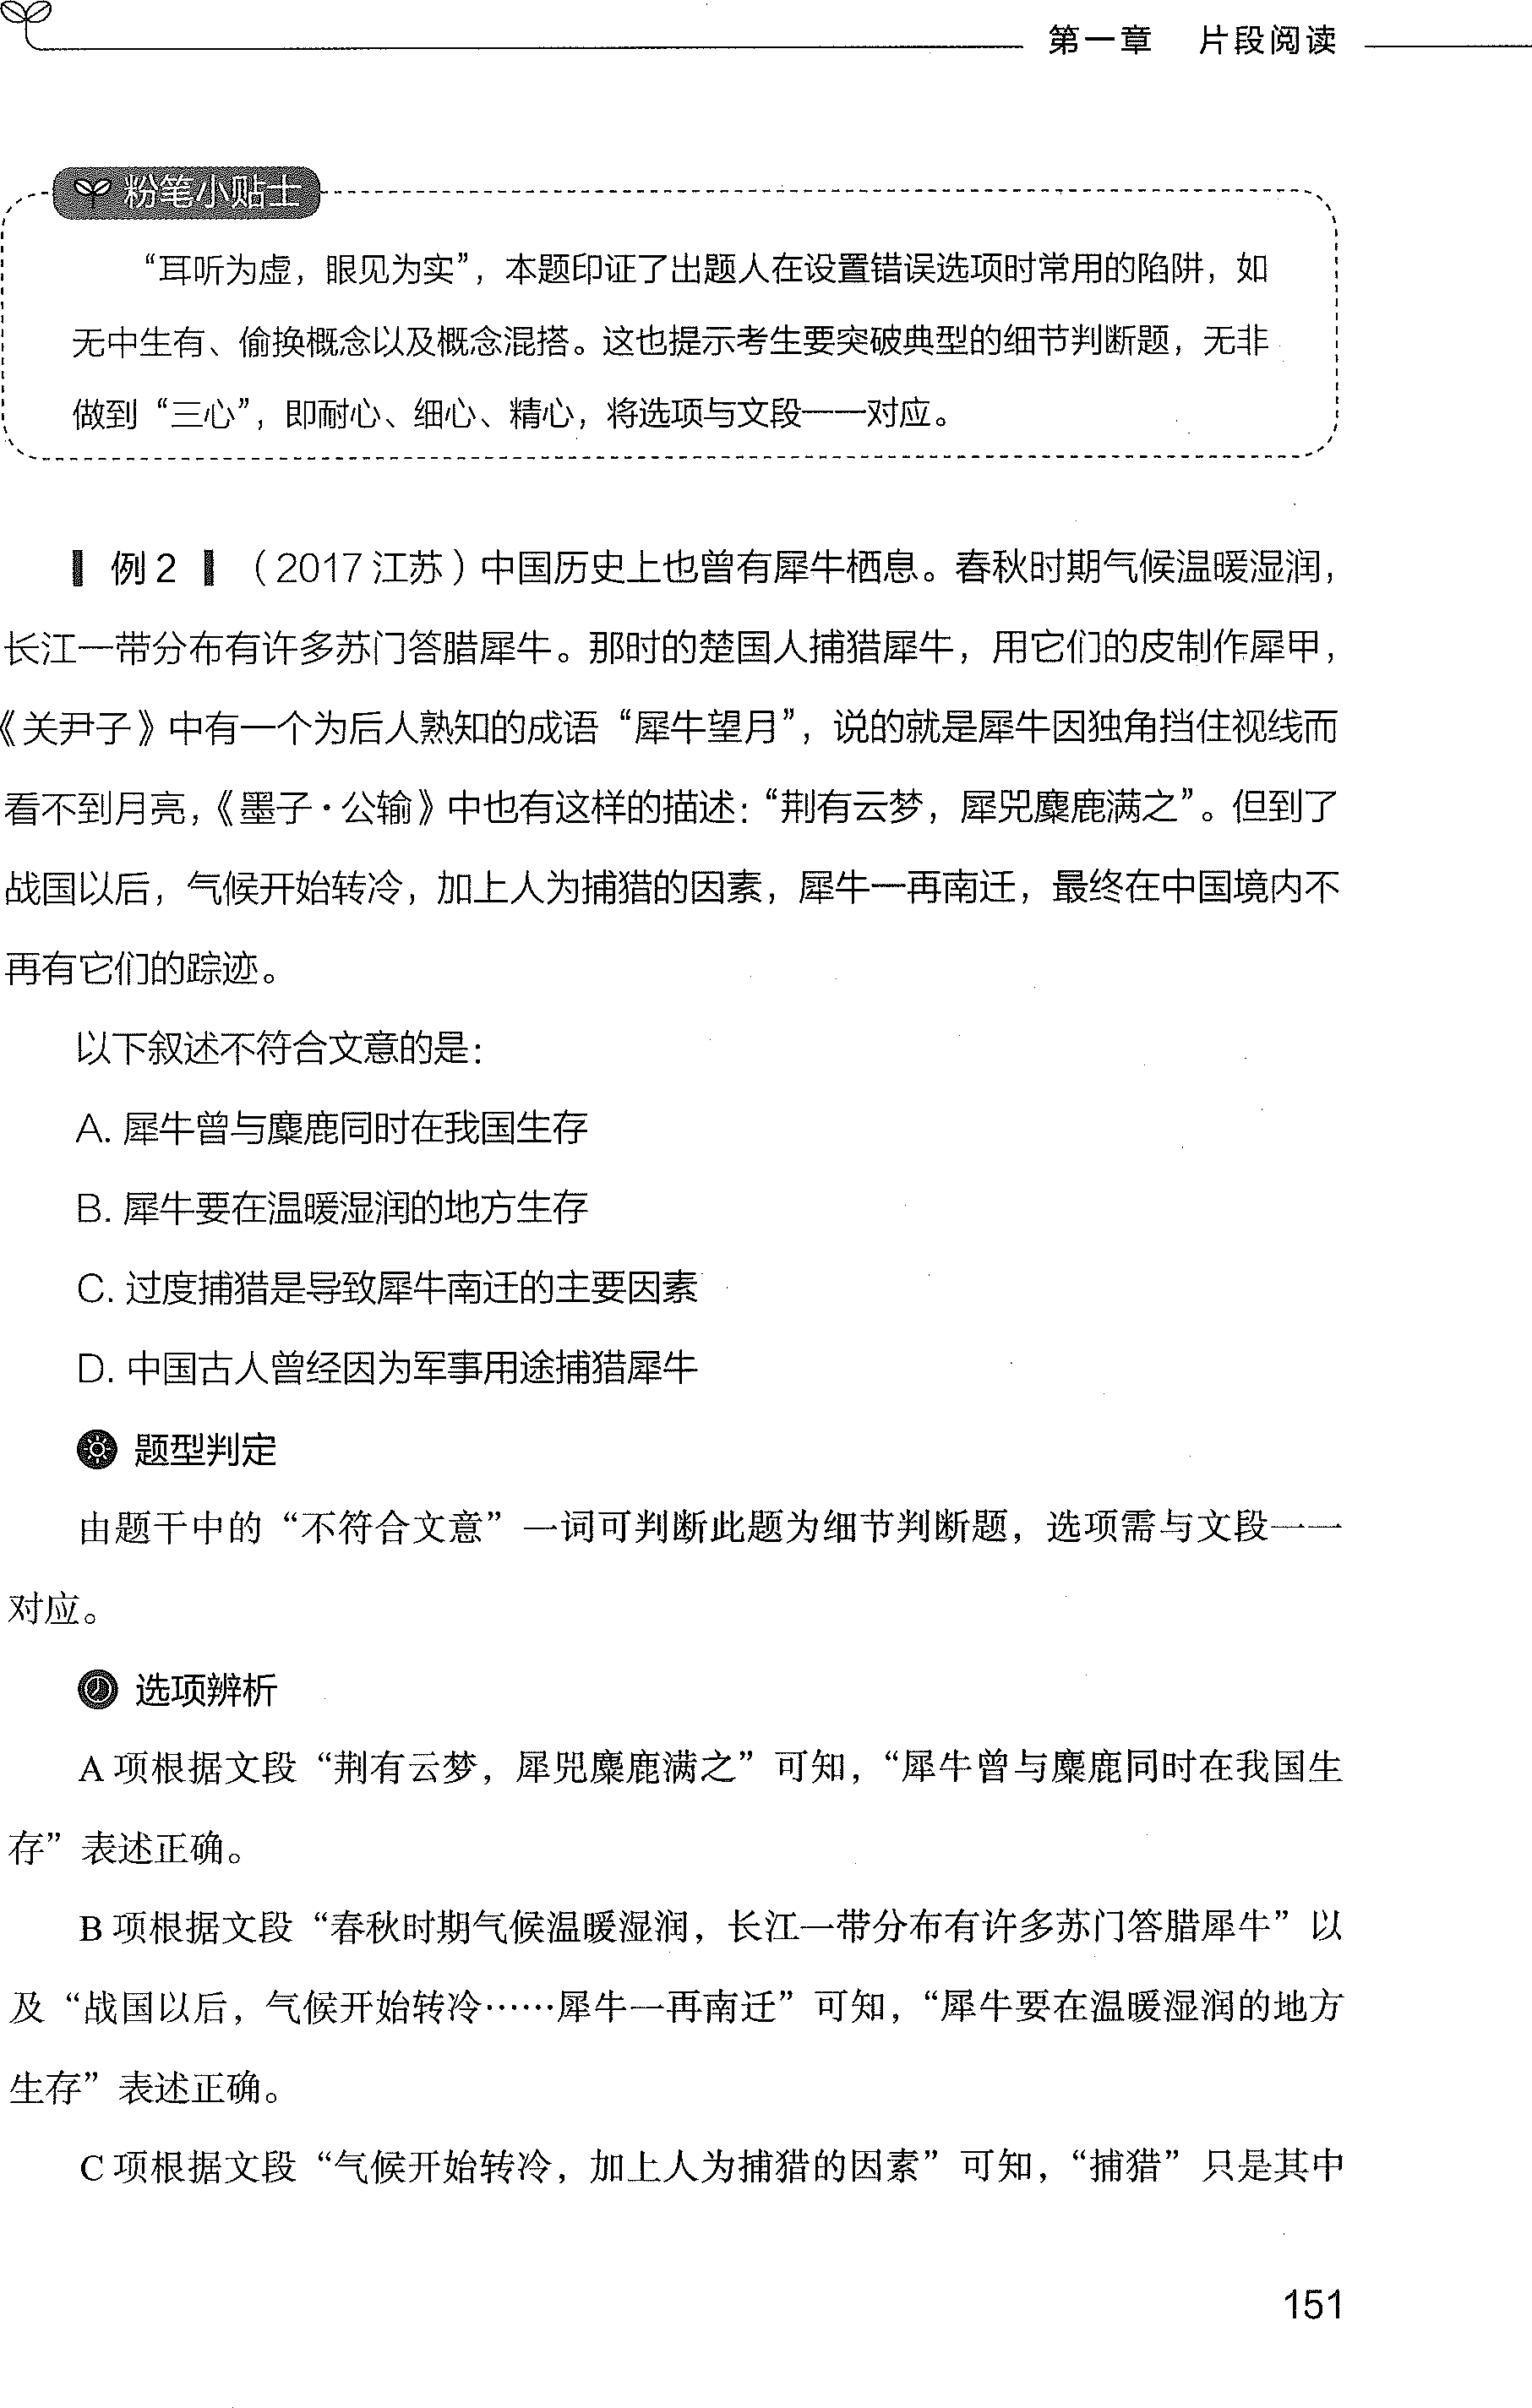 第一章 片段阅读
粉笔小贴士
“耳听为虚，眼见为实”，本题印证了出题人在设置错误选项时常用的陷阱，如
无中生有、偷换概念以及概念混搭。这也提示考生要突破典型的细节判断题，无非
做到“三心”，即耐心、细心、精心，将选项与文段一一对应。
例2 （2017江苏）中国历史上也曾有犀牛栖息。春秋时期气候温暖湿润，
长江一带分布有许多苏门答腊犀牛。那时的楚国人捕猎犀牛，用它们的皮制作犀甲，
《关尹子》中有一个为后人熟知的成语“犀牛望月”，说的就是犀牛因独角挡住视线而
看不到月亮，《墨子·公输》中也有这样的描述：“荆有云梦，犀兕麋鹿满之”。但到了
战国以后，气候开始转冷，加上人为捕猎的因素，犀牛一再南迁，最终在中国境内不
再有它们的踪迹。
以下叙述不符合文意的是：
A. 犀牛曾与麋鹿同时在我国生存
B. 犀牛要在温暖湿润的地方生存
C. 过度捕猎是导致犀牛南迁的主要因素
D. 中国古人曾经因为军事用途捕猎犀牛
题型判定
由题干中的“不符合文意”一词可判断此题为细节判断题，选项需与文段一一
对应。
选项辨析
A 项根据文段“荆有云梦，犀兕麋鹿满之”可知，“犀牛曾与麋鹿同时在我国生
存”表述正确。
B 项根据文段“春秋时期气候温暖湿润，长江一带分布有许多苏门答腊犀牛”以
及“战国以后，气候开始转冷……犀牛一再南迁”可知，“犀牛要在温暖湿润的地方
生存”表述正确。
C 项根据文段“气候开始转冷，加上人为捕猎的因素”可知，“捕猎”只是其中
151